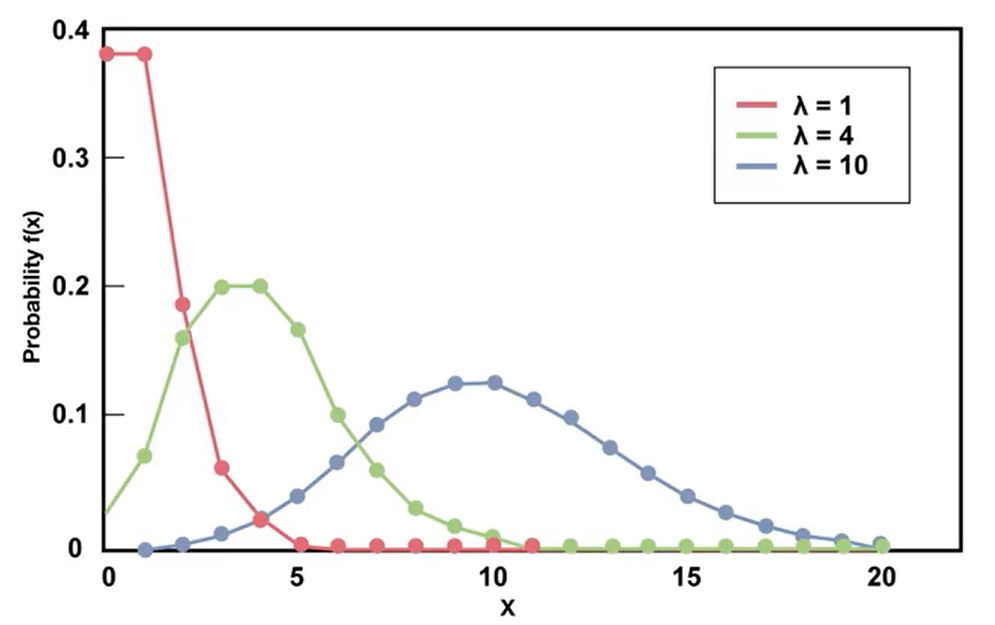 0.4
0.3
0.2
0.1
0
Probability f(x)
λ = 1
λ = 4
λ = 10
0 5 10 15 20
X